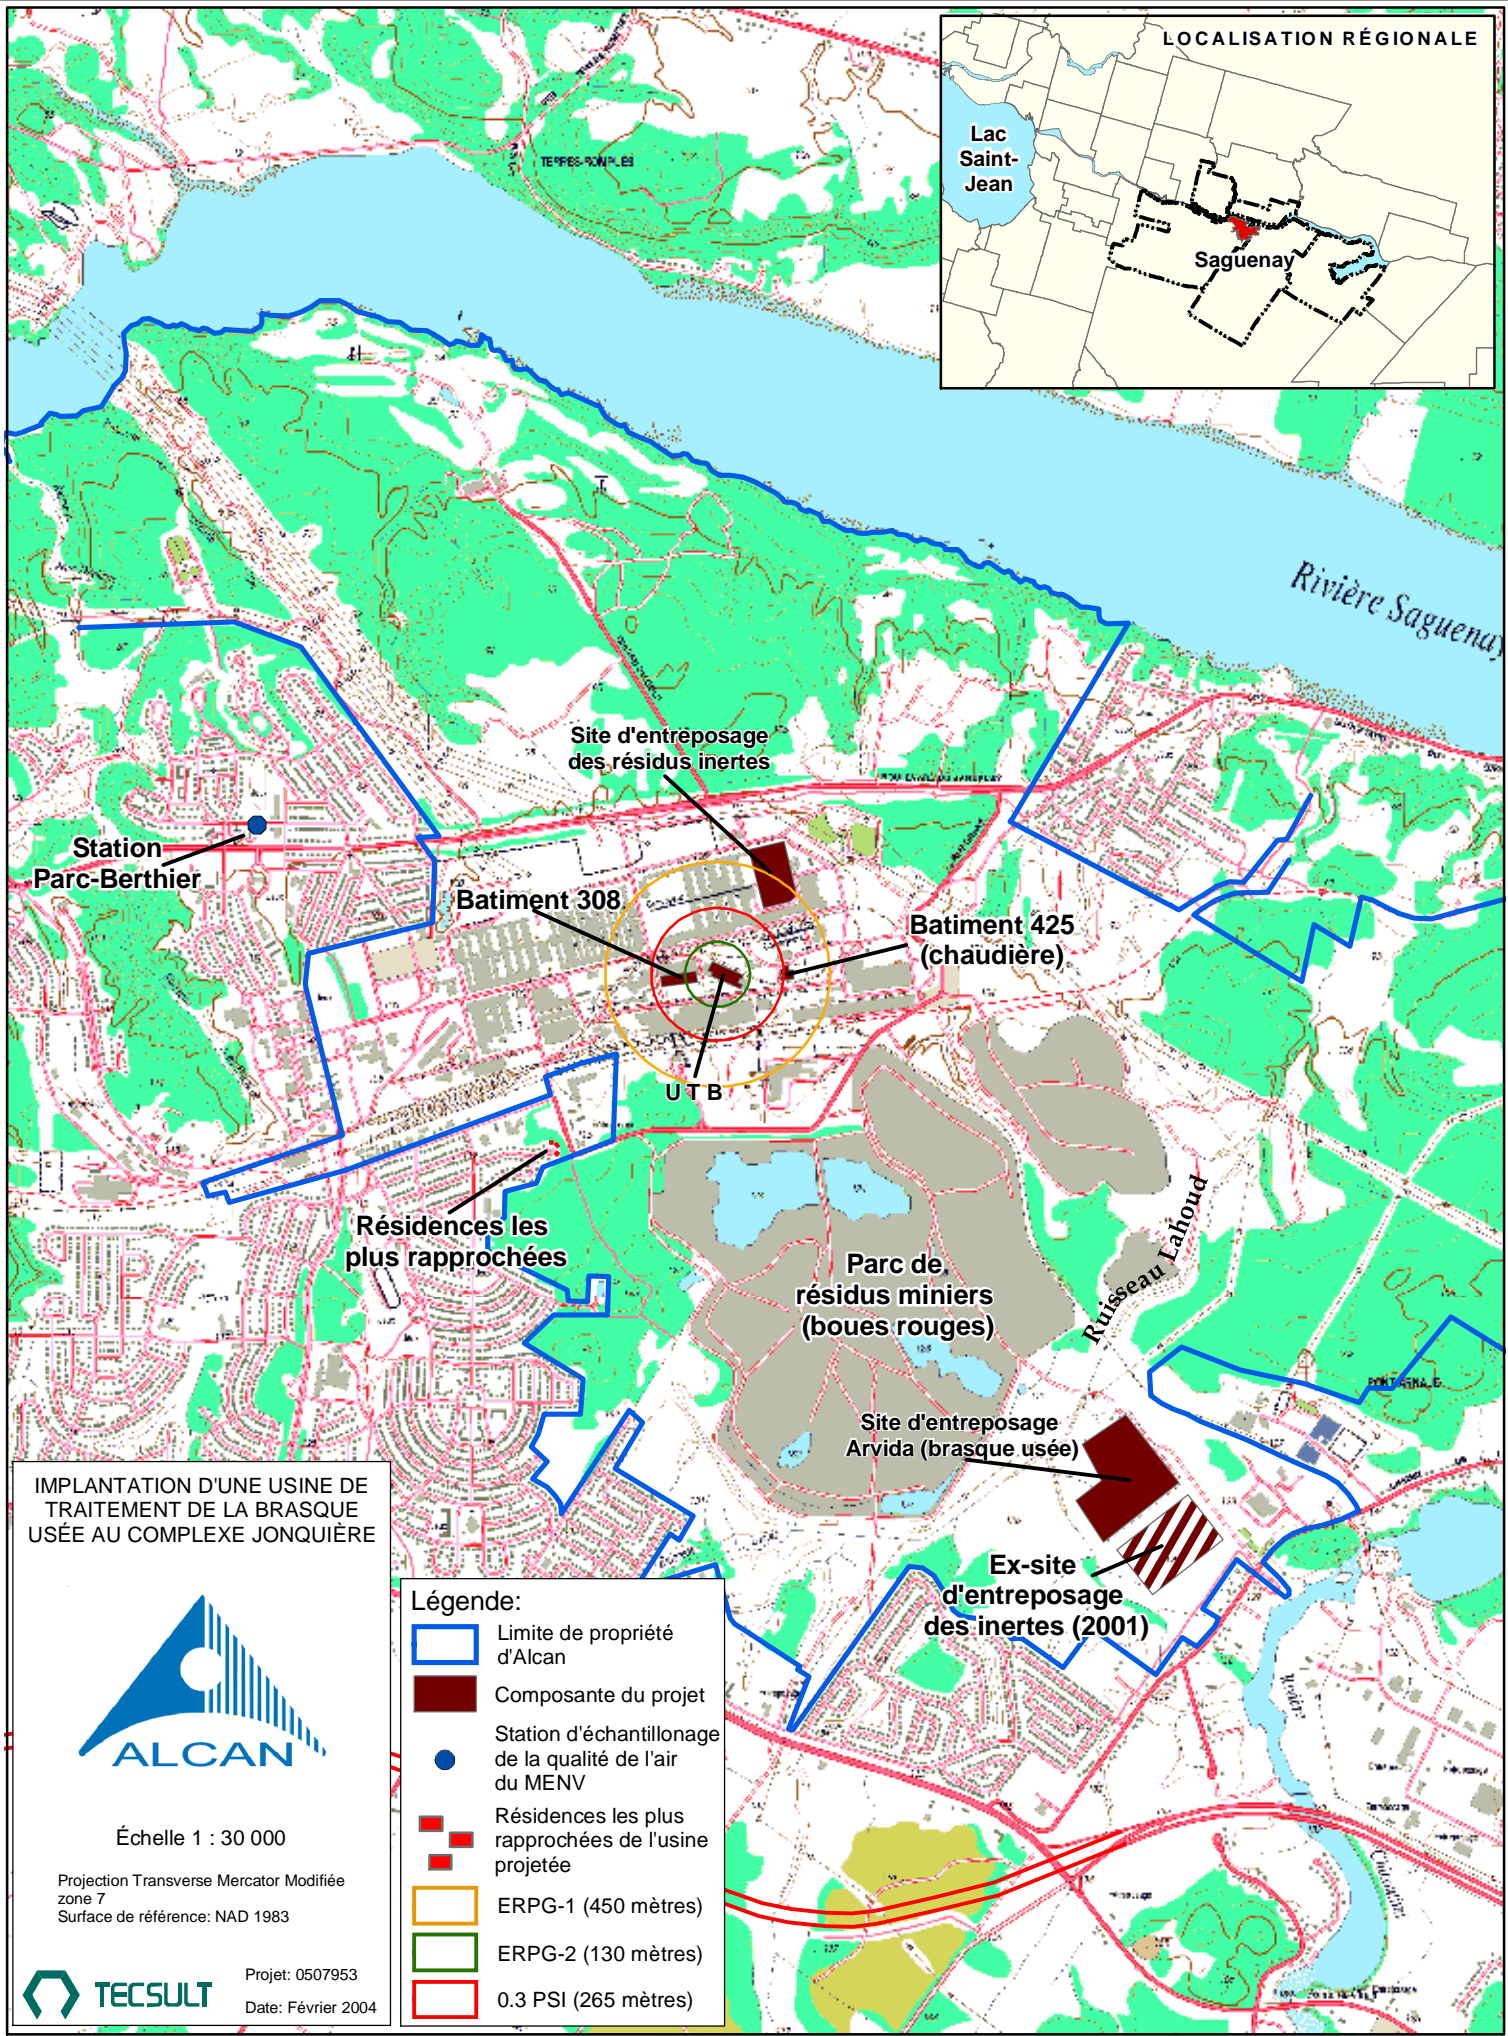 LOCALISATION RÉGIONALE
Lac
Saint-
Jean
Saguenay
TERRES-ROMPUES
Rivière Saguenay
Site d'entreposage
des résidus inertes
Station
Parc-Berthier
Batiment 308
Batiment 425
(chaudière)
U T B
Résidences les
plus rapprochées
Parc de
résidus miniers
(boues rouges)
Ruisseau Lahoud
Site d'entreposage
Arvida (brasque usée)
Ex-site
d'entreposage
des inertes (2001)
IMPLANTATION D'UNE USINE DE
TRAITEMENT DE LA BRASQUE
USÉE AU COMPLEXE JONQUIÈRE
ALCAN
Échelle 1 : 30 000
Projection Transverse Mercator Modifiée
zone 7
Surface de référence: NAD 1983
TECSULT
Projet: 0507953
Date: Février 2004
Légende:
Limite de propriété
d'Alcan
Composante du projet
Station d'échantillonage
de la qualité de l'air
du MENV
Résidences les plus
rapprochées de l'usine
projetée
ERPG-1 (450 mètres)
ERPG-2 (130 mètres)
0.3 PSI (265 mètres)